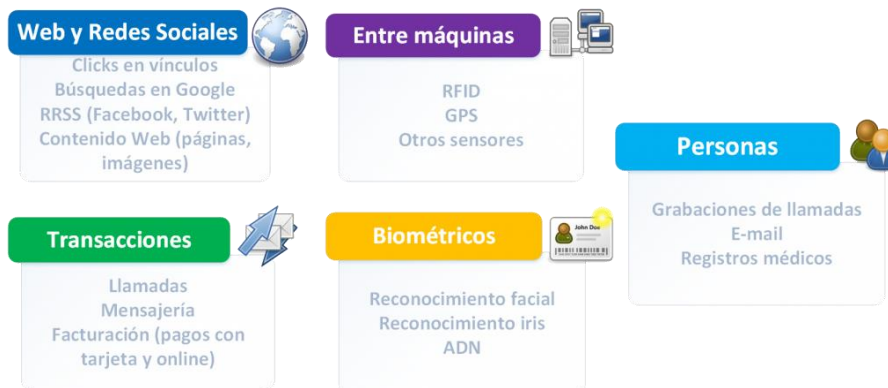 Web y Redes Sociales
Clicks en vínculos
Búsquedas en Google
RRSS (Facebook, Twitter)
Contenido Web (páginas,
imágenes)
Entre máquinas
RFID
GPS
Otros sensores
Personas
Grabaciones de llamadas
E-mail
Registros médicos
Transacciones
Llamadas
Mensajería
Facturación (pagos con
tarjeta y online)
Biométricos
John Doe
Reconocimiento facial
Reconocimiento iris
ADN